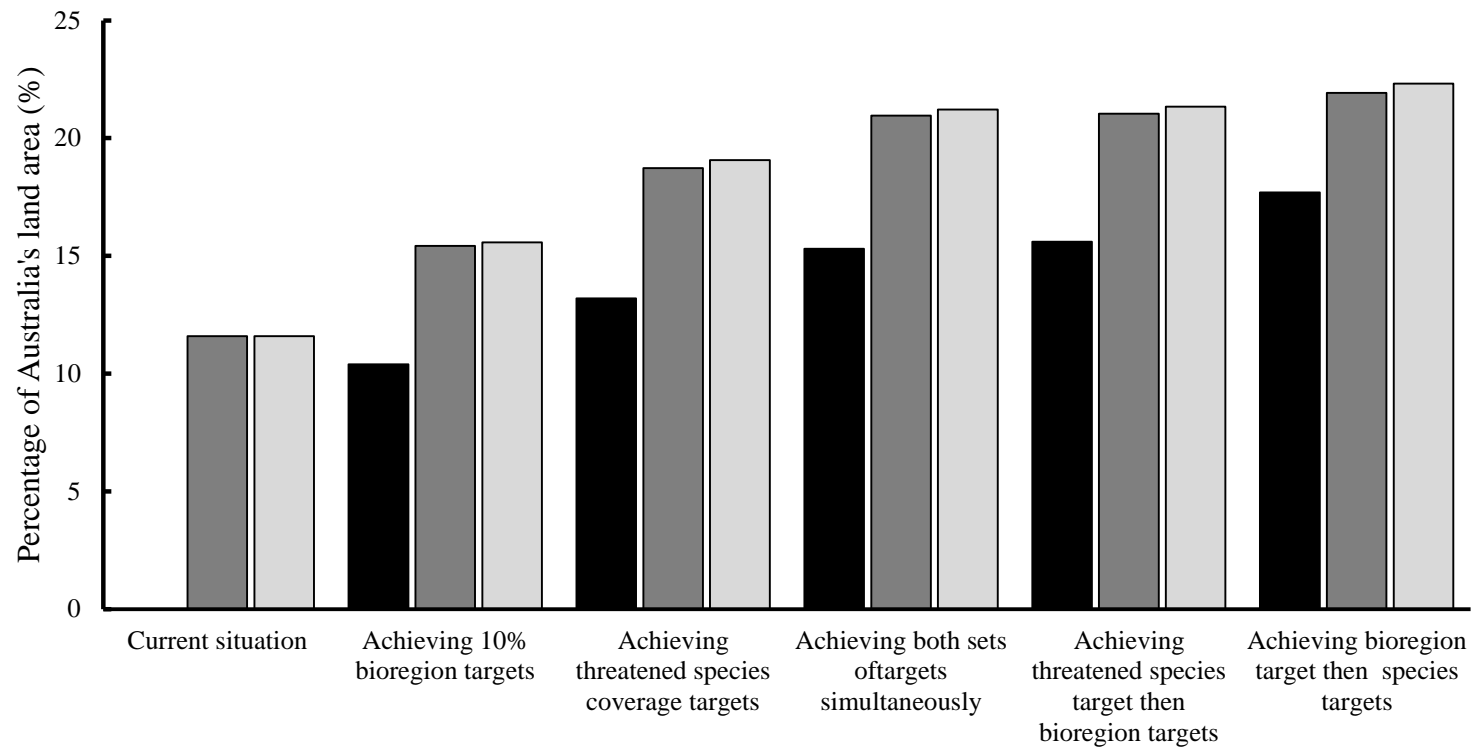 Percentage of Australia's land area (%)
25
20
15
10
5
0
Current situation
Achieving 10%
bioregion targets
Achieving
threatened species
coverage targets
Achieving both sets
oftargets
simultaneously
Achieving
threatened species
target then
bioregion targets
Achieving bioregion
target then species
targets